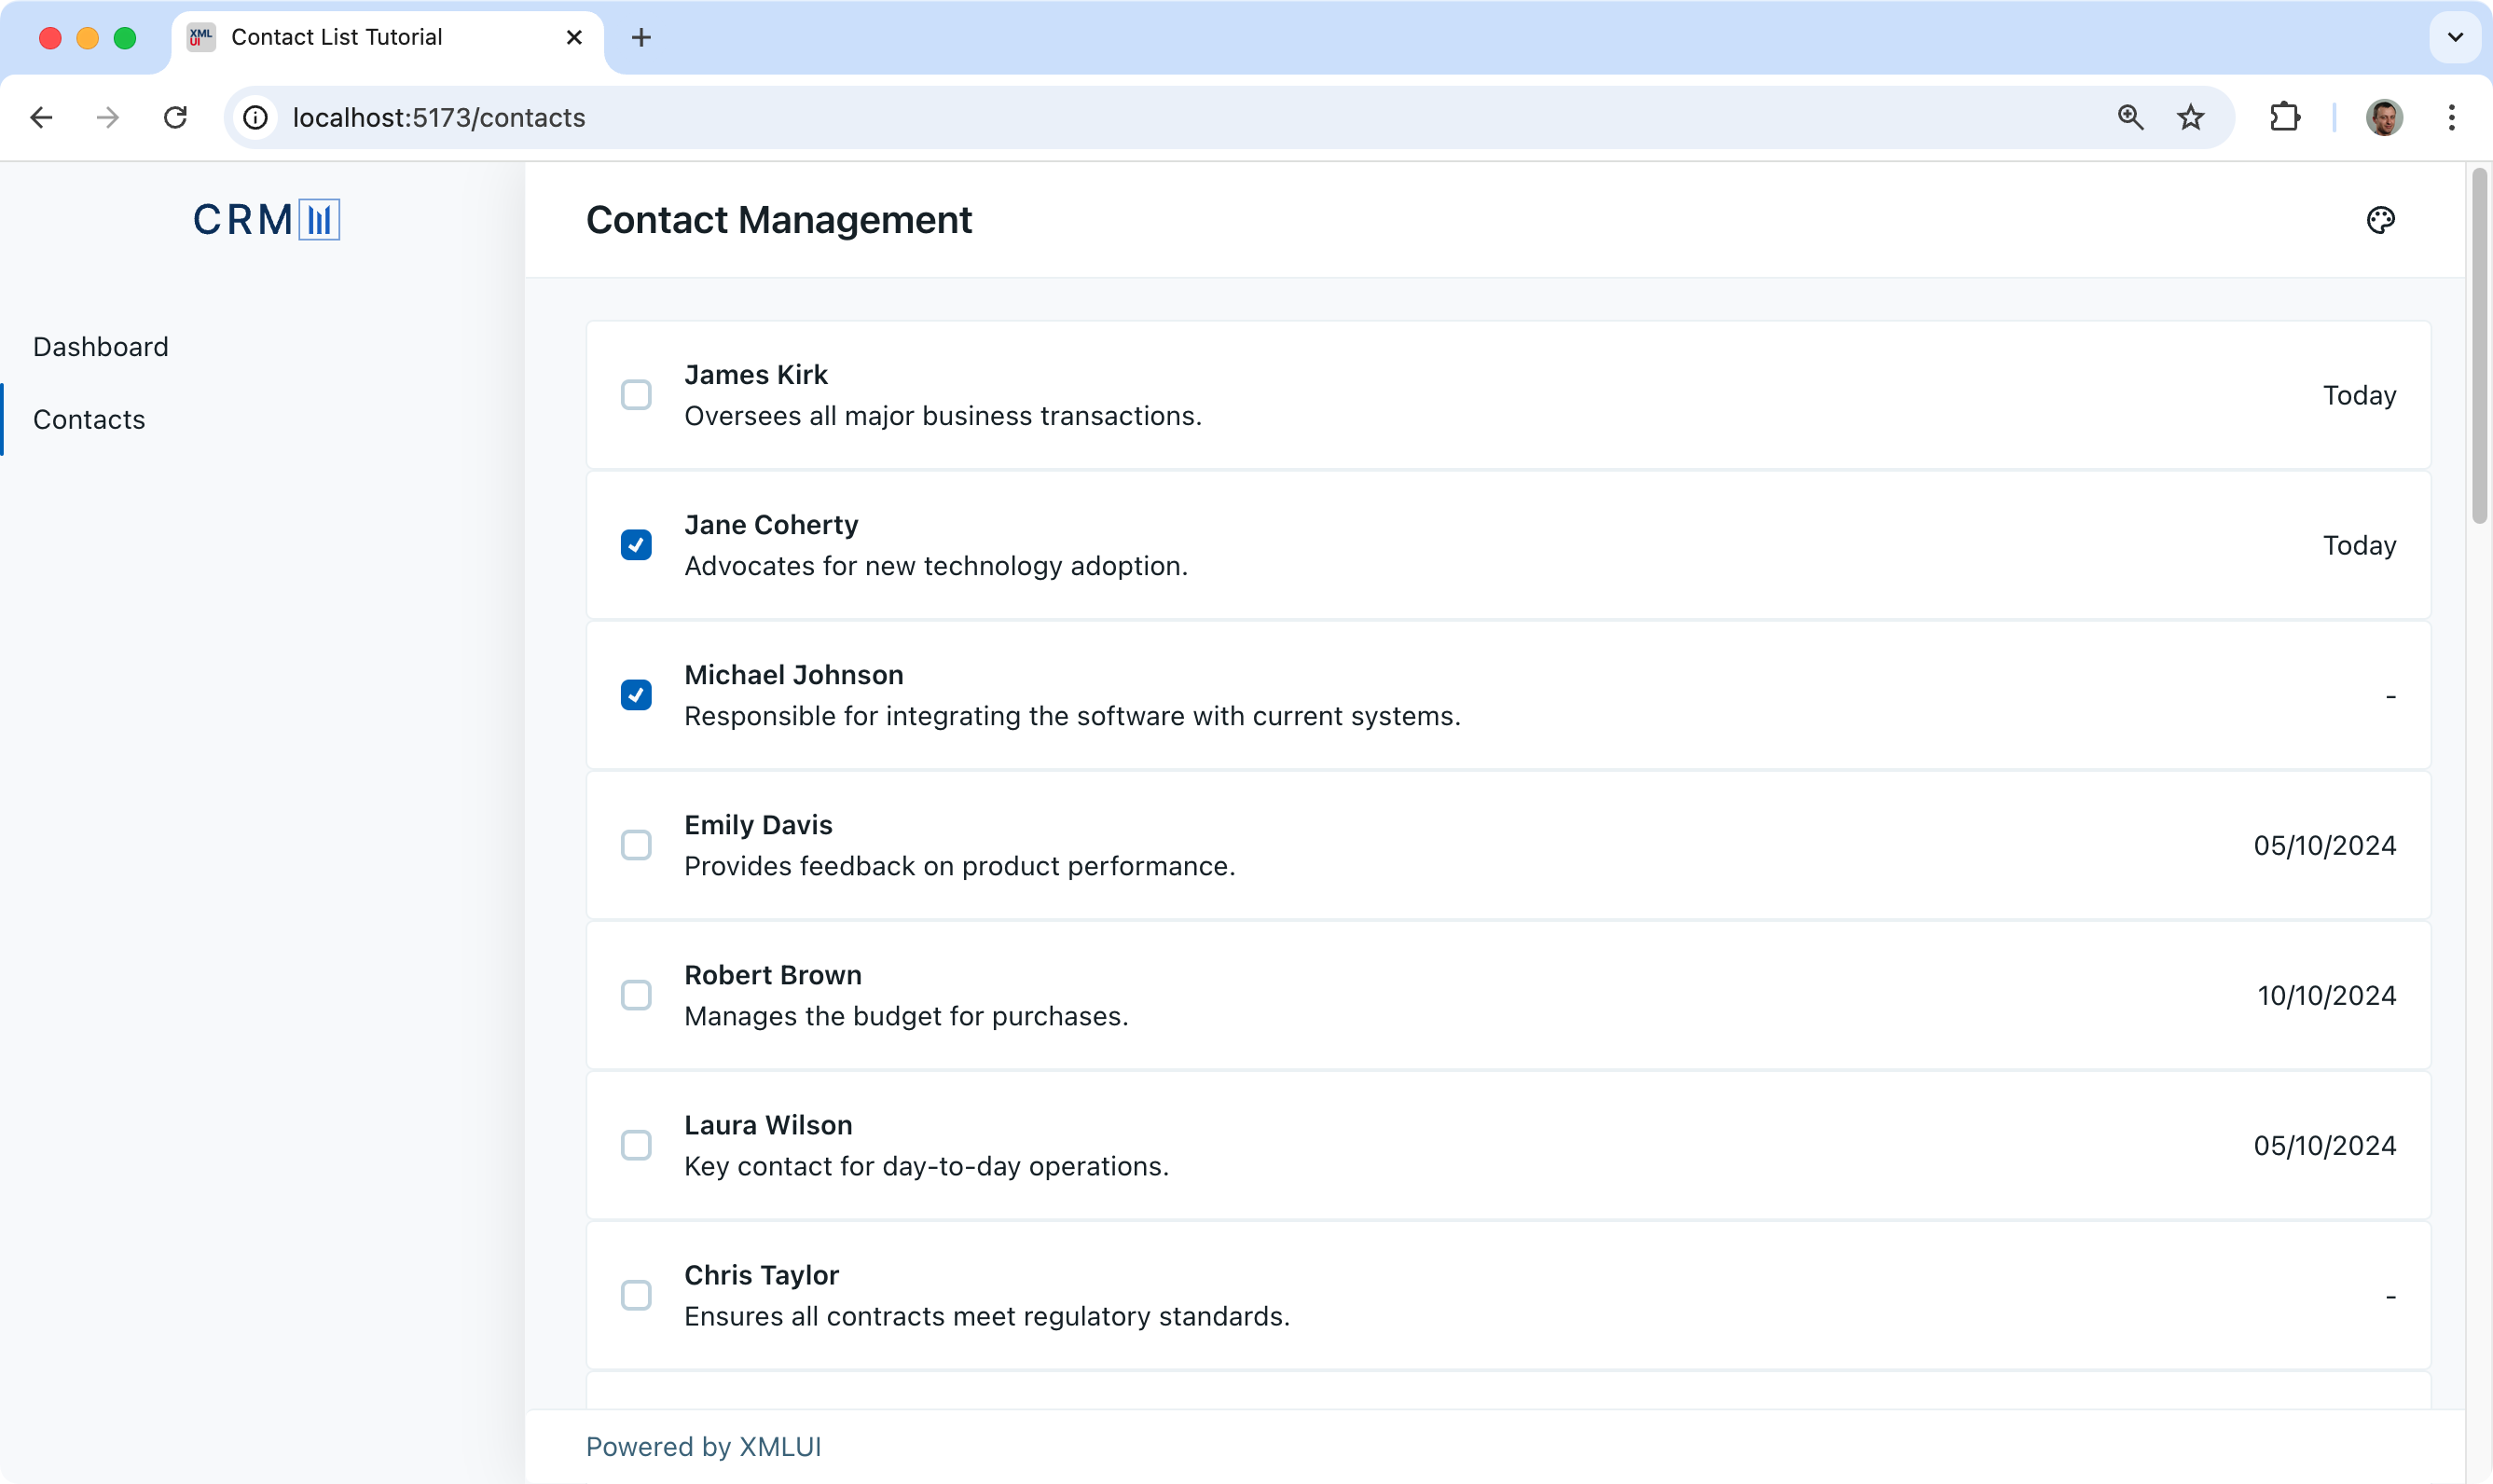 XML
UI
Contact List Tutorial
localhost:5173/contacts
CRM
Contact Management
Dashboard
Contacts
James Kirk
Oversees all major business transactions.
Today
Jane Coherty
Advocates for new technology adoption.
Today
Michael Johnson
Responsible for integrating the software with current systems.
-
Emily Davis
Provides feedback on product performance.
05/10/2024
Robert Brown
Manages the budget for purchases.
10/10/2024
Laura Wilson
Key contact for day-to-day operations.
05/10/2024
Chris Taylor
Ensures all contracts meet regulatory standards.
-
Powered by XMLUI